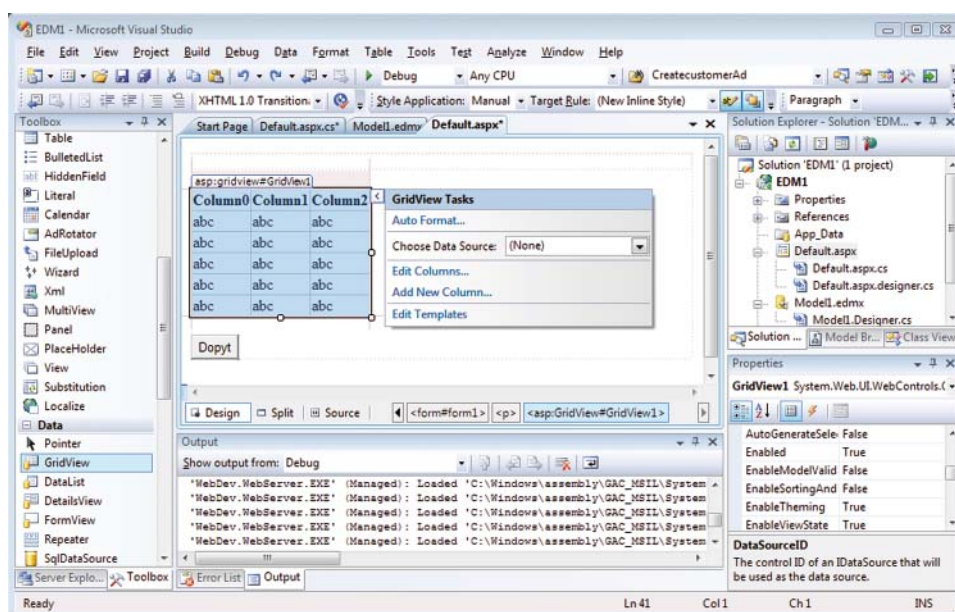 EDM1 - Microsoft Visual Studio
File Edit View Project Build Debug Data Format Table Tools Test Analyze Window Help
Debug Any CPU CreatecustomerAd
XHTML 1.0 Transition. Style Application: Manual Target Rule: (New Inline Style) Paragraph
Toolbox
Table
BulletedList
HiddenField
Literal
Calendar
AdRotator
FileUpload
Wizard
Xml
MultiView
Panel
PlaceHolder
View
Substitution
Localize
Data
Pointer
GridView
DataList
DetailsView
FormView
Repeater
SqlDataSource
Server Explo... Toolbox
Start Page Default.aspx.cs* Model1.edmx Default.aspx*
asp:gridview#GridView1
Column0 Column1 Column2
abc abc abc
abc abc abc
abc abc abc
abc abc abc
abc abc abc
GridView Tasks
Auto Format...
Choose Data Source: (None)
Edit Columns...
Add New Column...
Edit Templates
Dopyt
Design Split Source <form#form1> <p> <asp:GridView#GridView1>
Output
Show output from: Debug
'WebDev.WebServer.EXE' (Managed): Loaded 'C:\Windows\assembly\GAC_MSIL\System
'WebDev.WebServer.EXE' (Managed): Loaded 'C:\Windows\assembly\GAC_MSIL\System
'WebDev.WebServer.EXE' (Managed): Loaded 'C:\Windows\assembly\GAC_MSIL\System
'WebDev.WebServer.EXE' (Managed): Loaded 'C:\Windows\assembly\GAC_MSIL\System
'WebDev.WebServer.EXE' (Managed): Loaded 'C:\Windows\assembly\GAC_MSIL\System
Error List Output
Solution Explorer - Solution 'EDM...
Solution 'EDM1' (1 project)
EDM1
Properties
References
App_Data
Default.aspx
Default.aspx.cs
Default.aspx.designer.cs
Model1.edmx
Model1.Designer.cs
Solution ... Model Br... Class View
Properties
GridView1 System.Web.UI.WebControls.(
AutoGenerateSele False
Enabled True
EnableModelValid False
EnableSortingAnd False
EnableTheming True
EnableViewState True
DataSourceID
The control ID of an IDataSource that will
be used as the data source.
Ready Ln 41 Col 1 Ch 1 INS